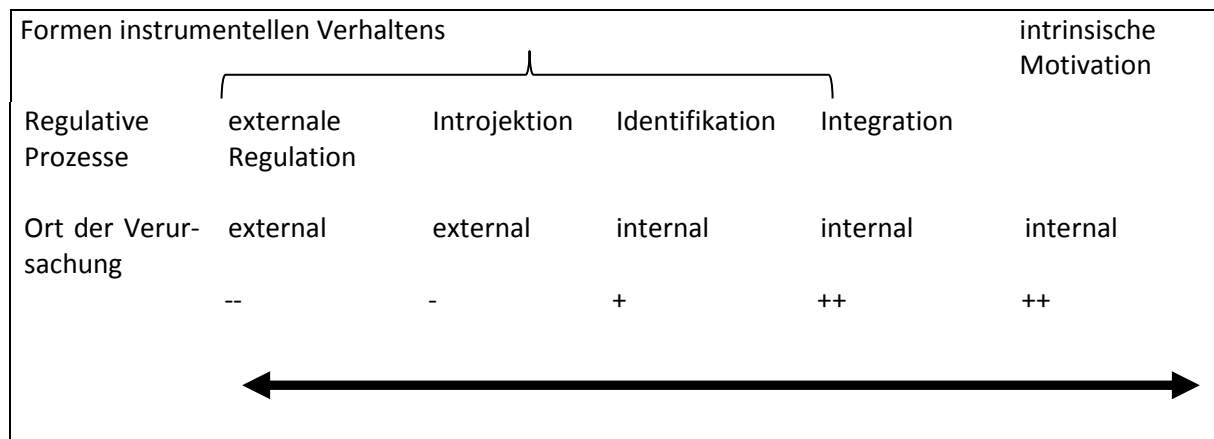 Formen instrumentellen Verhaltens intrinsische
Motivation
Regulative externale Introjektion Identifikation Integration
Prozesse Regulation
Ort der Verur- external external internal internal internal
sachung
-- - + ++ ++